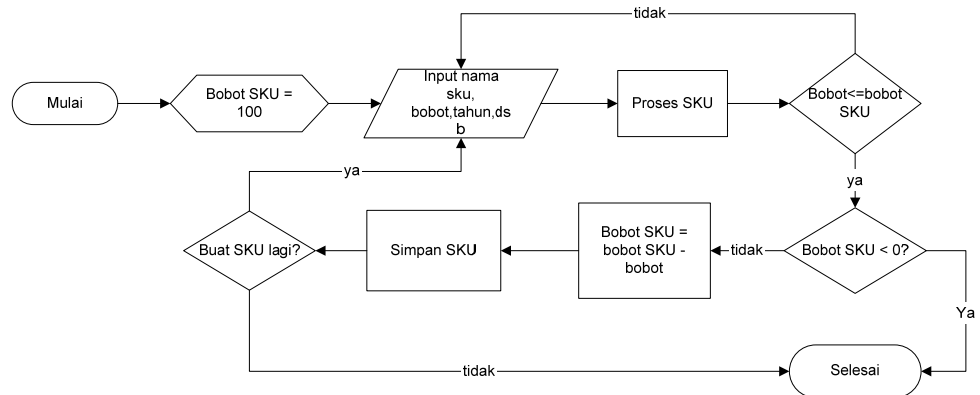 tidak
Mulai
Bobot SKU =
100
Input nama
sku,
bobot,tahun,ds
b
Proses SKU
Bobot<=bobot
SKU
ya
ya
Buat SKU lagi?
Simpan SKU
Bobot SKU =
bobot SKU -
bobot
tidak
Bobot SKU < 0?
Ya
tidak
Selesai